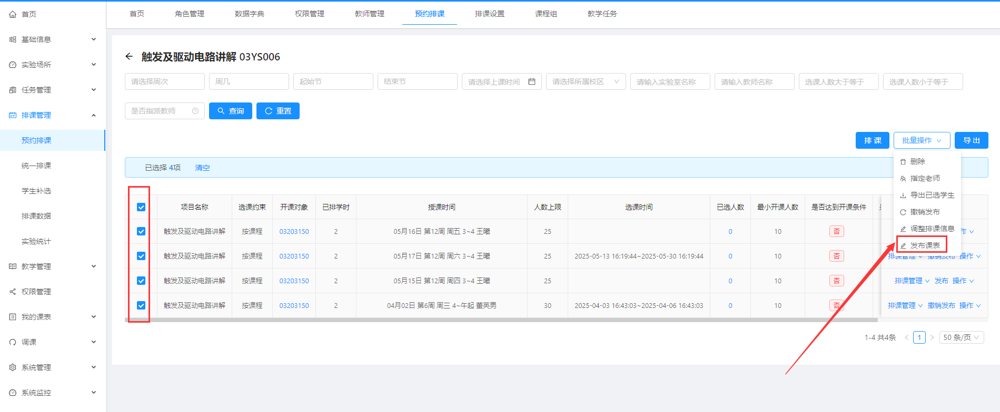 首页
基础信息
实验场所
任务管理
排课管理
预约排课
统一排课
学生补选
排课数据
实验统计
教学管理
权限管理
我的课表
调课
系统管理
系统监控
首页 角色管理 数据字典 权限管理 教师管理 预约排课 排课设置 课程组 教学任务
触发及驱动电路讲解 03YS006
请选择周次 周几 起始节 结束节 请选择上课时间 请选择所属校区 请输入实验室名称 请输入教师名称 选课人数大于等于 选课人数小于等于
是否指派教师 查询 重置
排 课 批量操作 导 出
删除
指定老师
导出已选学生
撤销发布
调整排课信息
发布课表
已选择 4项 清空
项目名称 选课约束 开课对象 已排学时 授课时间 人数上限 选课时间 已选人数 最小开课人数 是否达到开课条件
触发及驱动电路讲解 按课程 03203150 2 05月16日 第12周 周五 3~4 王曦 25 0 10 否 作
触发及驱动电路讲解 按课程 03203150 2 05月17日 第12周 周六 3~4 王曦 25 2025-05-13 16:19:44~2025-05-30 16:19:44 0 10 否 排课管理 撤销发布 操作
触发及驱动电路讲解 按课程 03203150 2 05月15日 第12周 周四 3~4 王曦 25 0 10 否 排课管理 发布 操作
触发及驱动电路讲解 按课程 03203150 2 04月02日 第6周 周三 4~午起 董英男 30 2025-04-03 16:43:03~2025-04-06 16:43:03 0 10 否 排课管理 撤销发布 操作
1-4 共4条 1 50 条/页